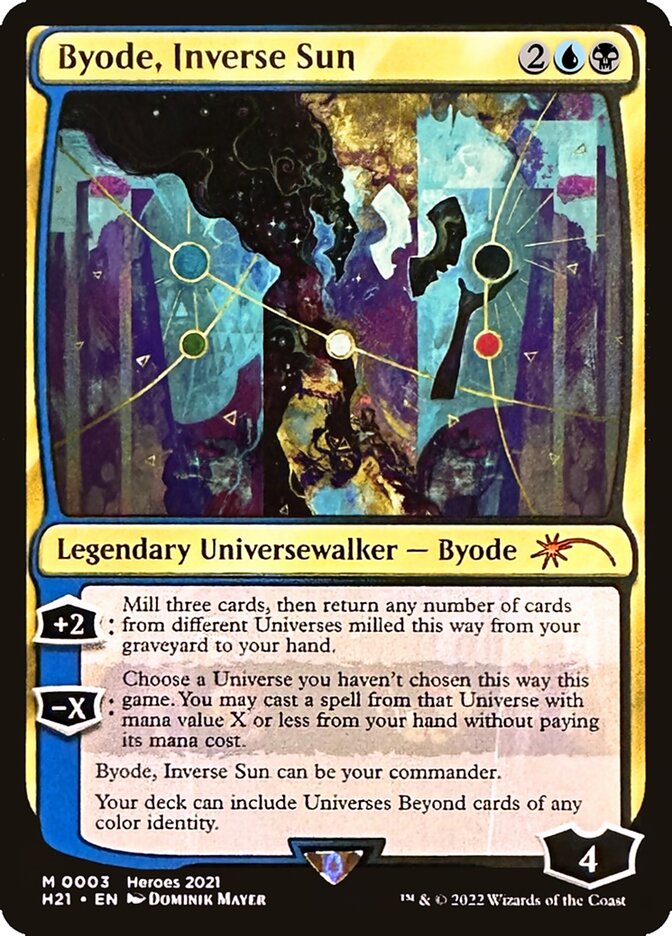 Byode, Inverse Sun 2
Legendary Universewalker — Byode
+2 : Mill three cards, then return any number of cards
from different Universes milled this way from your
graveyard to your hand.
−X : Choose a Universe you haven't chosen this way this
game. You may cast a spell from that Universe with
mana value X or less from your hand without paying
its mana cost.
Byode, Inverse Sun can be your commander.
Your deck can include Universes Beyond cards of any
color identity.
4
M 0003 Heroes 2021
H21 • EN DOMINIK MAYER ™ & © 2022 Wizards of the Coast